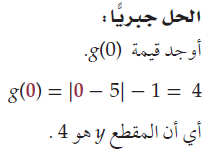 الحل جبريًّا:
أوجد قيمة g(0).
g(0) = |0 − 5| − 1 = 4
أي أن المقطع y هو 4 .